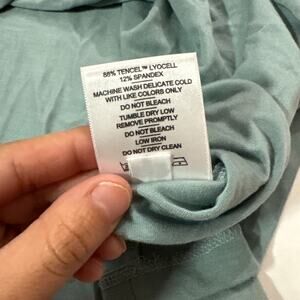 88% TENCEL™ LYOCELL
12% SPANDEX
MACHINE WASH DELICATE COLD
WITH LIKE COLORS ONLY
DO NOT BLEACH
TUMBLE DRY LOW
REMOVE PROMPTLY
DO NOT BLEACH
LOW IRON
DO NOT DRY CLEAN